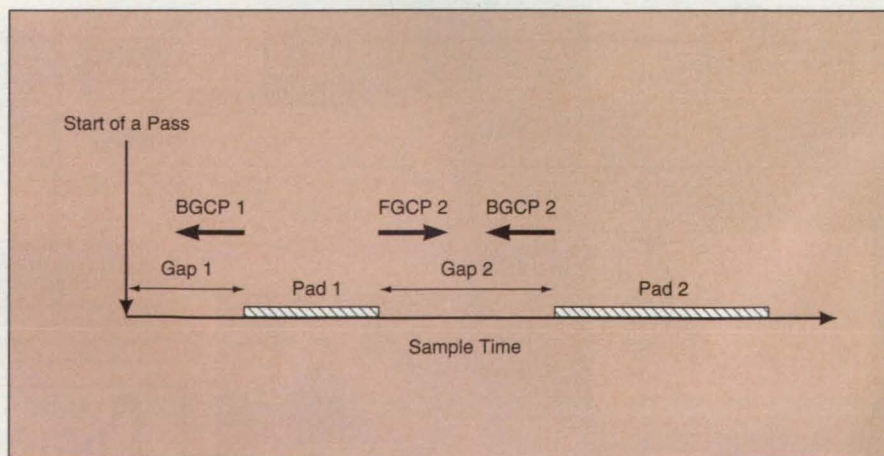 Start of a Pass
BGCP 1 FGCP 2 BGCP 2
Gap 1 Gap 2
Pad 1 Pad 2
Sample Time